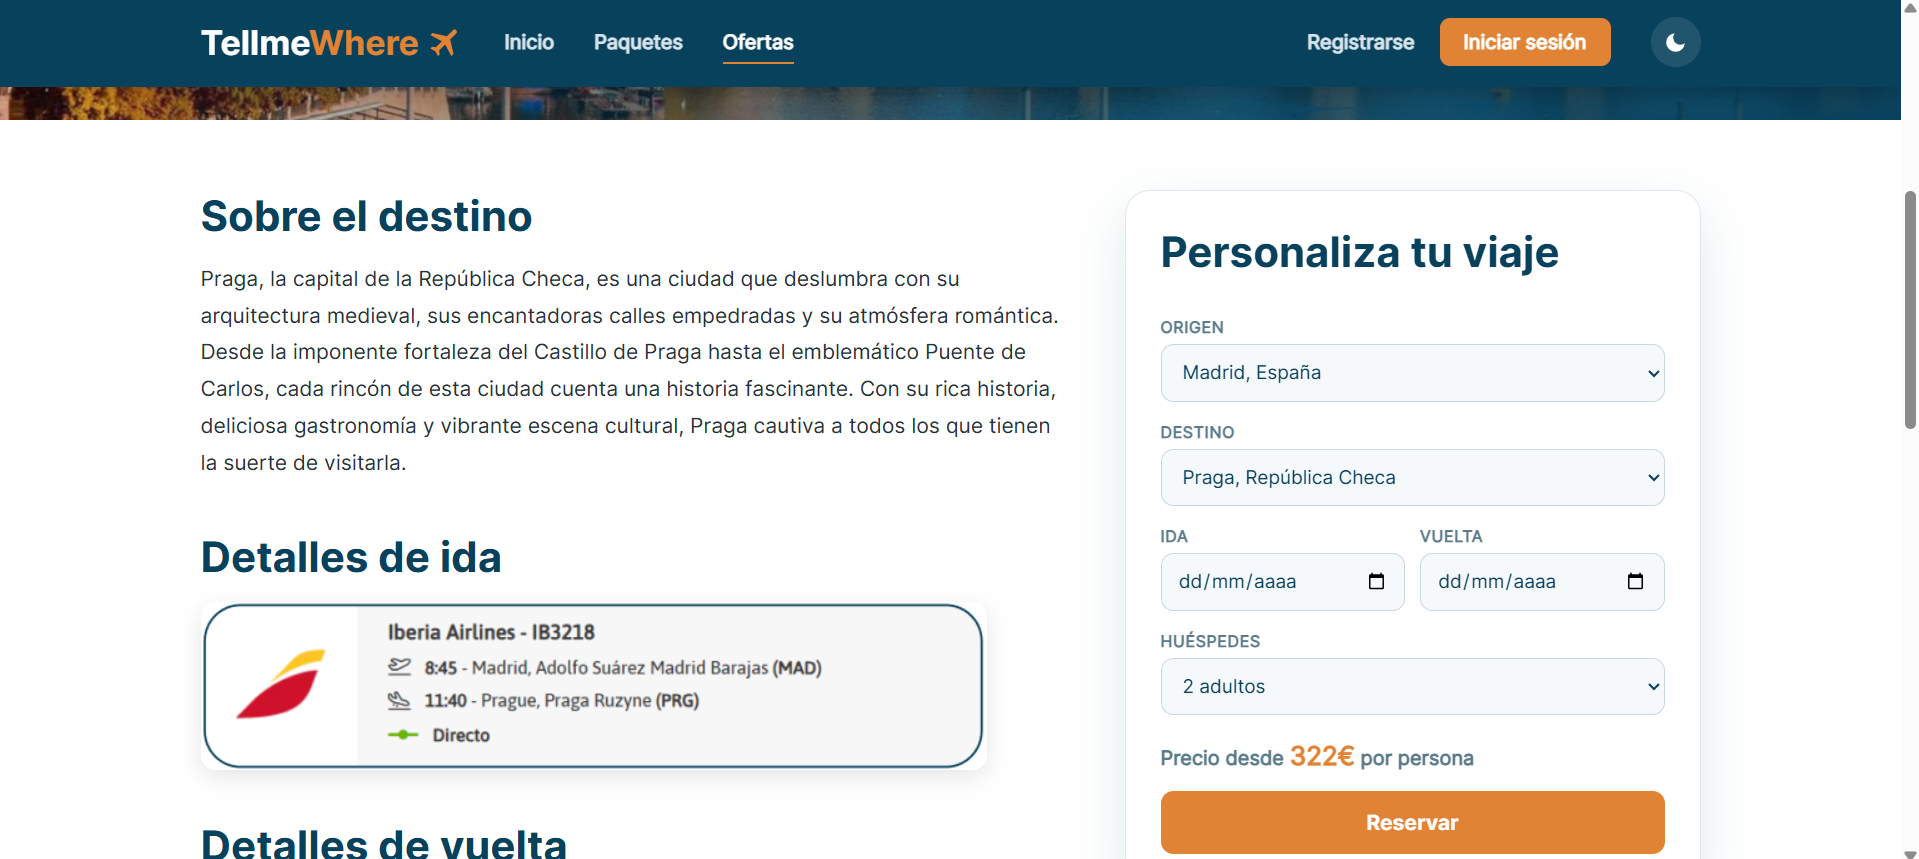 TellmeWhere
Inicio
Paquetes
Ofertas
Registrarse
Iniciar sesión
Sobre el destino
Praga, la capital de la República Checa, es una ciudad que deslumbra con su
arquitectura medieval, sus encantadoras calles empedradas y su atmósfera romántica.
Desde la imponente fortaleza del Castillo de Praga hasta el emblemático Puente de
Carlos, cada rincón de esta ciudad cuenta una historia fascinante. Con su rica historia,
deliciosa gastronomía y vibrante escena cultural, Praga cautiva a todos los que tienen
la suerte de visitarla.
Detalles de ida
Iberia Airlines - IB3218
8:45 - Madrid, Adolfo Suárez Madrid Barajas (MAD)
11:40 - Prague, Praga Ruzyne (PRG)
Directo
Detalles de vuelta
Personaliza tu viaje
ORIGEN
Madrid, España
DESTINO
Praga, República Checa
IDA
VUELTA
dd/mm/aaaa
dd/mm/aaaa
HUÉSPEDES
2 adultos
Precio desde 322€ por persona
Reservar